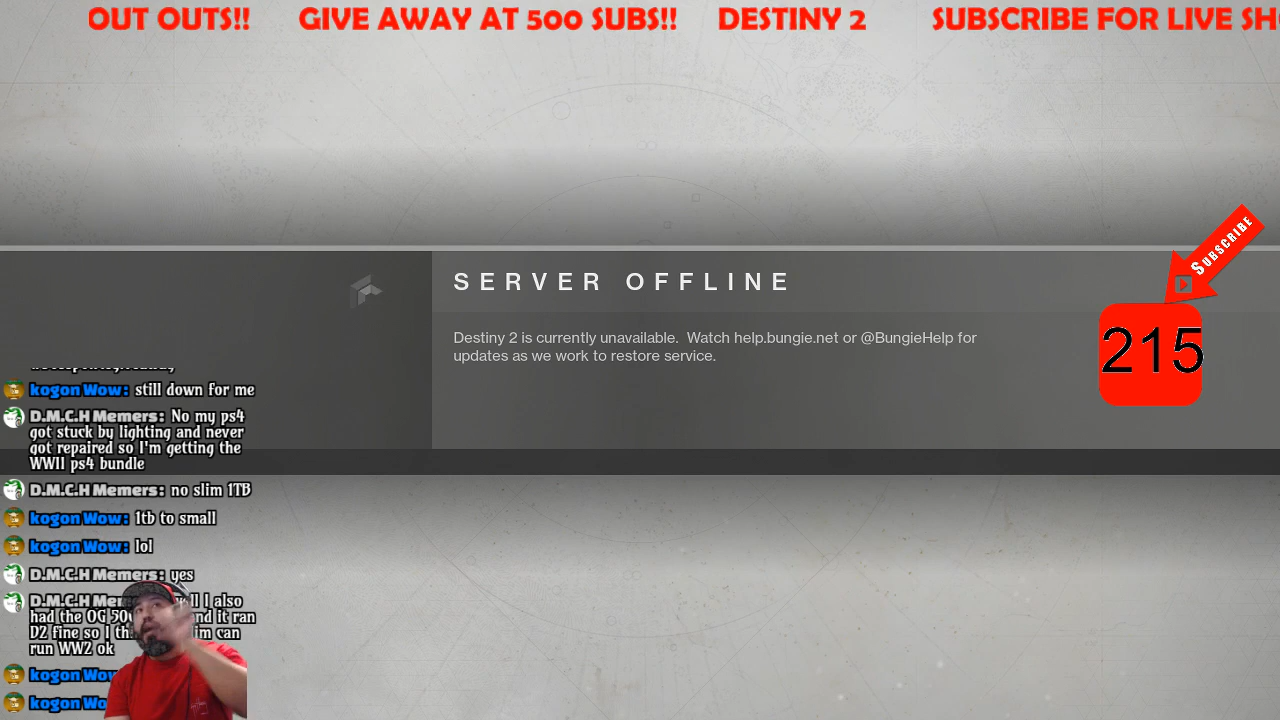 OUT OUTS!! GIVE AWAY AT 500 SUBS!! DESTINY 2 SUBSCRIBE FOR LIVE SH
SUBSCRIBE
SERVER OFFLINE
Destiny 2 is currently unavailable. Watch help.bungie.net or @BungieHelp for
updates as we work to restore service.
215
kogon Wow: still down for me
D.M.C.H Memers: No my ps4
got stuck by lighting and never
got repaired so I'm getting the
WWII ps4 bundle
D.M.C.H Memers: no slim 1TB
kogon Wow: 1tb to small
kogon Wow: lol
D.M.C.H Memers: yes
D.M.C.H I also
had the OG it ran
D2 fine so I can
run WW2 ok
kogon
kogon